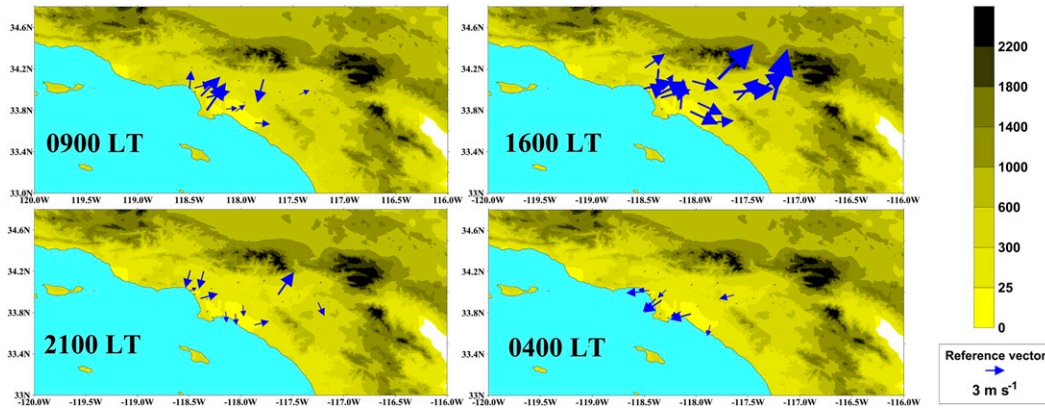 34.6N
34.2N
33.8N
33.4N
33.0N
-120.0W
-119.5W
-119.0W
-118.5W
-118.0W
-117.5W
-117.0W
-116.5W
-116.0W
0900 LT
34.6N
34.2N
33.8N
33.4N
33N
-120.0W
-119.5W
-119.0W
-118.5W
-118.0W
-117.5W
-117.0W
-116.5W
-116.0W
1600 LT
34.6N
34.2N
33.8N
33.4N
33N
-120.0W
-119.5W
-119.0W
-118.5W
-118.0W
-117.5W
-117.0W
-116.5W
-116.0W
2100 LT
34.6N
34.2N
33.8N
33.4N
33N
-120.0W
-119.5W
-119.0W
-118.5W
-118.0W
-117.5W
-117.0W
-116.5W
-116.0W
0400 LT
2200
1800
1400
1000
600
300
25
0
Reference vector
3 m s⁻¹